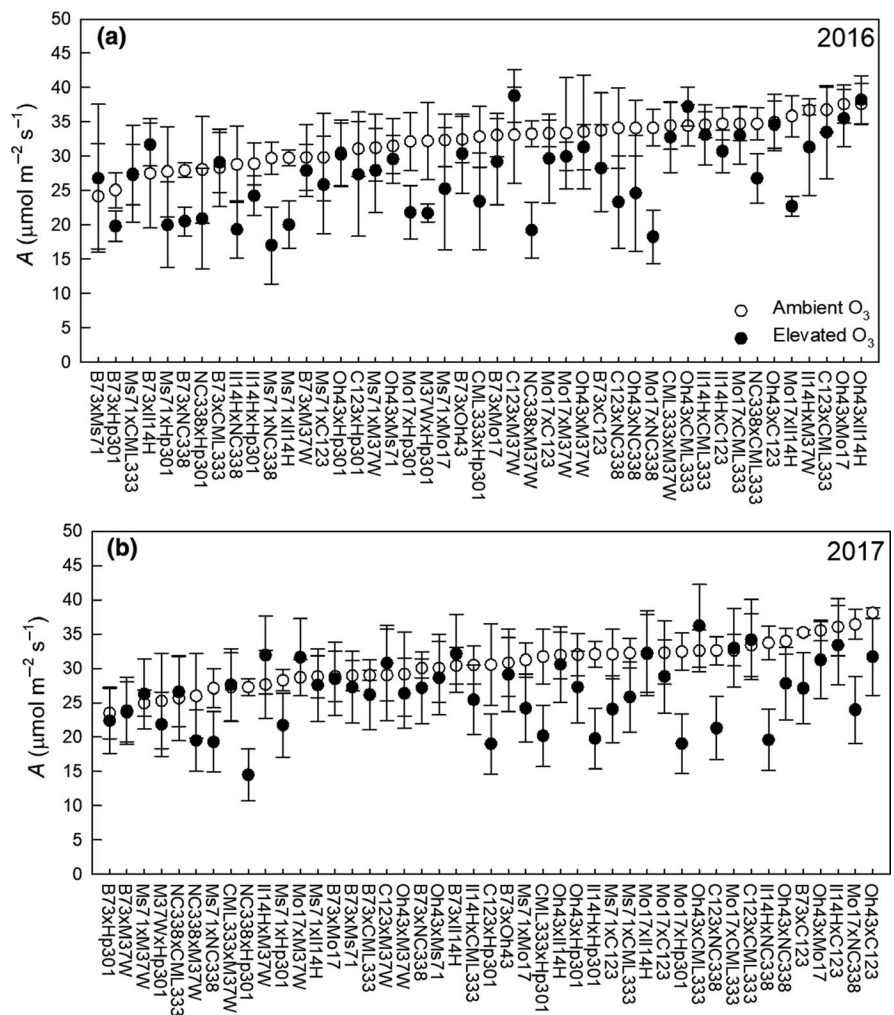 (a)
2016
50
45
40
35
30
25
20
15
10
5
0
A (μmol m⁻² s⁻¹)
Ambient O₃
Elevated O₃
B73xMs71
B73xHp301
Ms71xCML333
B73xIl14H
Ms71xHp301
B73xNC338
NC338xHp301
B73xCML333
Il14HxNC338
Il14HxHp301
Ms71xNC338
Ms71xIl14H
B73xM37W
Ms71xC123
Oh43xHp301
C123xHp301
Ms71xM37W
Oh43xMs71
Mo17xHp301
M37WxHp301
Ms71xMo17
B73xOh43
CML333xHp301
B73xMo17
C123xM37W
NC338xM37W
Mo17xC123
Mo17xM37W
Oh43xM37W
B73xC123
C123xNC338
Oh43xNC338
Mo17xNC338
CML333xM37W
Oh43xCML333
Il14HxCML333
Il14HxC123
Mo17xCML333
NC338xCML333
Oh43xC123
Mo17xIl14H
Il14HxM37W
C123xCML333
Oh43xMo17
Oh43xIl14H
(b)
2017
50
45
40
35
30
25
20
15
10
5
0
A (μmol m⁻² s⁻¹)
B73xHp301
B73xM37W
Ms71xM37W
M37WxHp301
NC338xCML333
NC338xM37W
Ms71xNC338
CML333xM37W
NC338xHp301
Il14HxM37W
Ms71xHp301
Mo17xM37W
Ms71xIl14H
B73xMo17
B73xMs71
B73xCML333
C123xM37W
Oh43xM37W
B73xNC338
Oh43xMs71
B73xIl14H
Il14HxCML333
C123xHp301
B73xOh43
Ms71xMo17
CML333xHp301
Oh43xIl14H
Oh43xHp301
Il14HxHp301
Ms71xC123
Ms71xCML333
Mo17xIl14H
Mo17xC123
Mo17xHp301
Oh43xCML333
C123xNC338
Mo17xCML333
C123xCML333
Il14HxNC338
Oh43xNC338
B73xC123
Oh43xMo17
Il14HxC123
Mo17xNC338
Oh43xC123